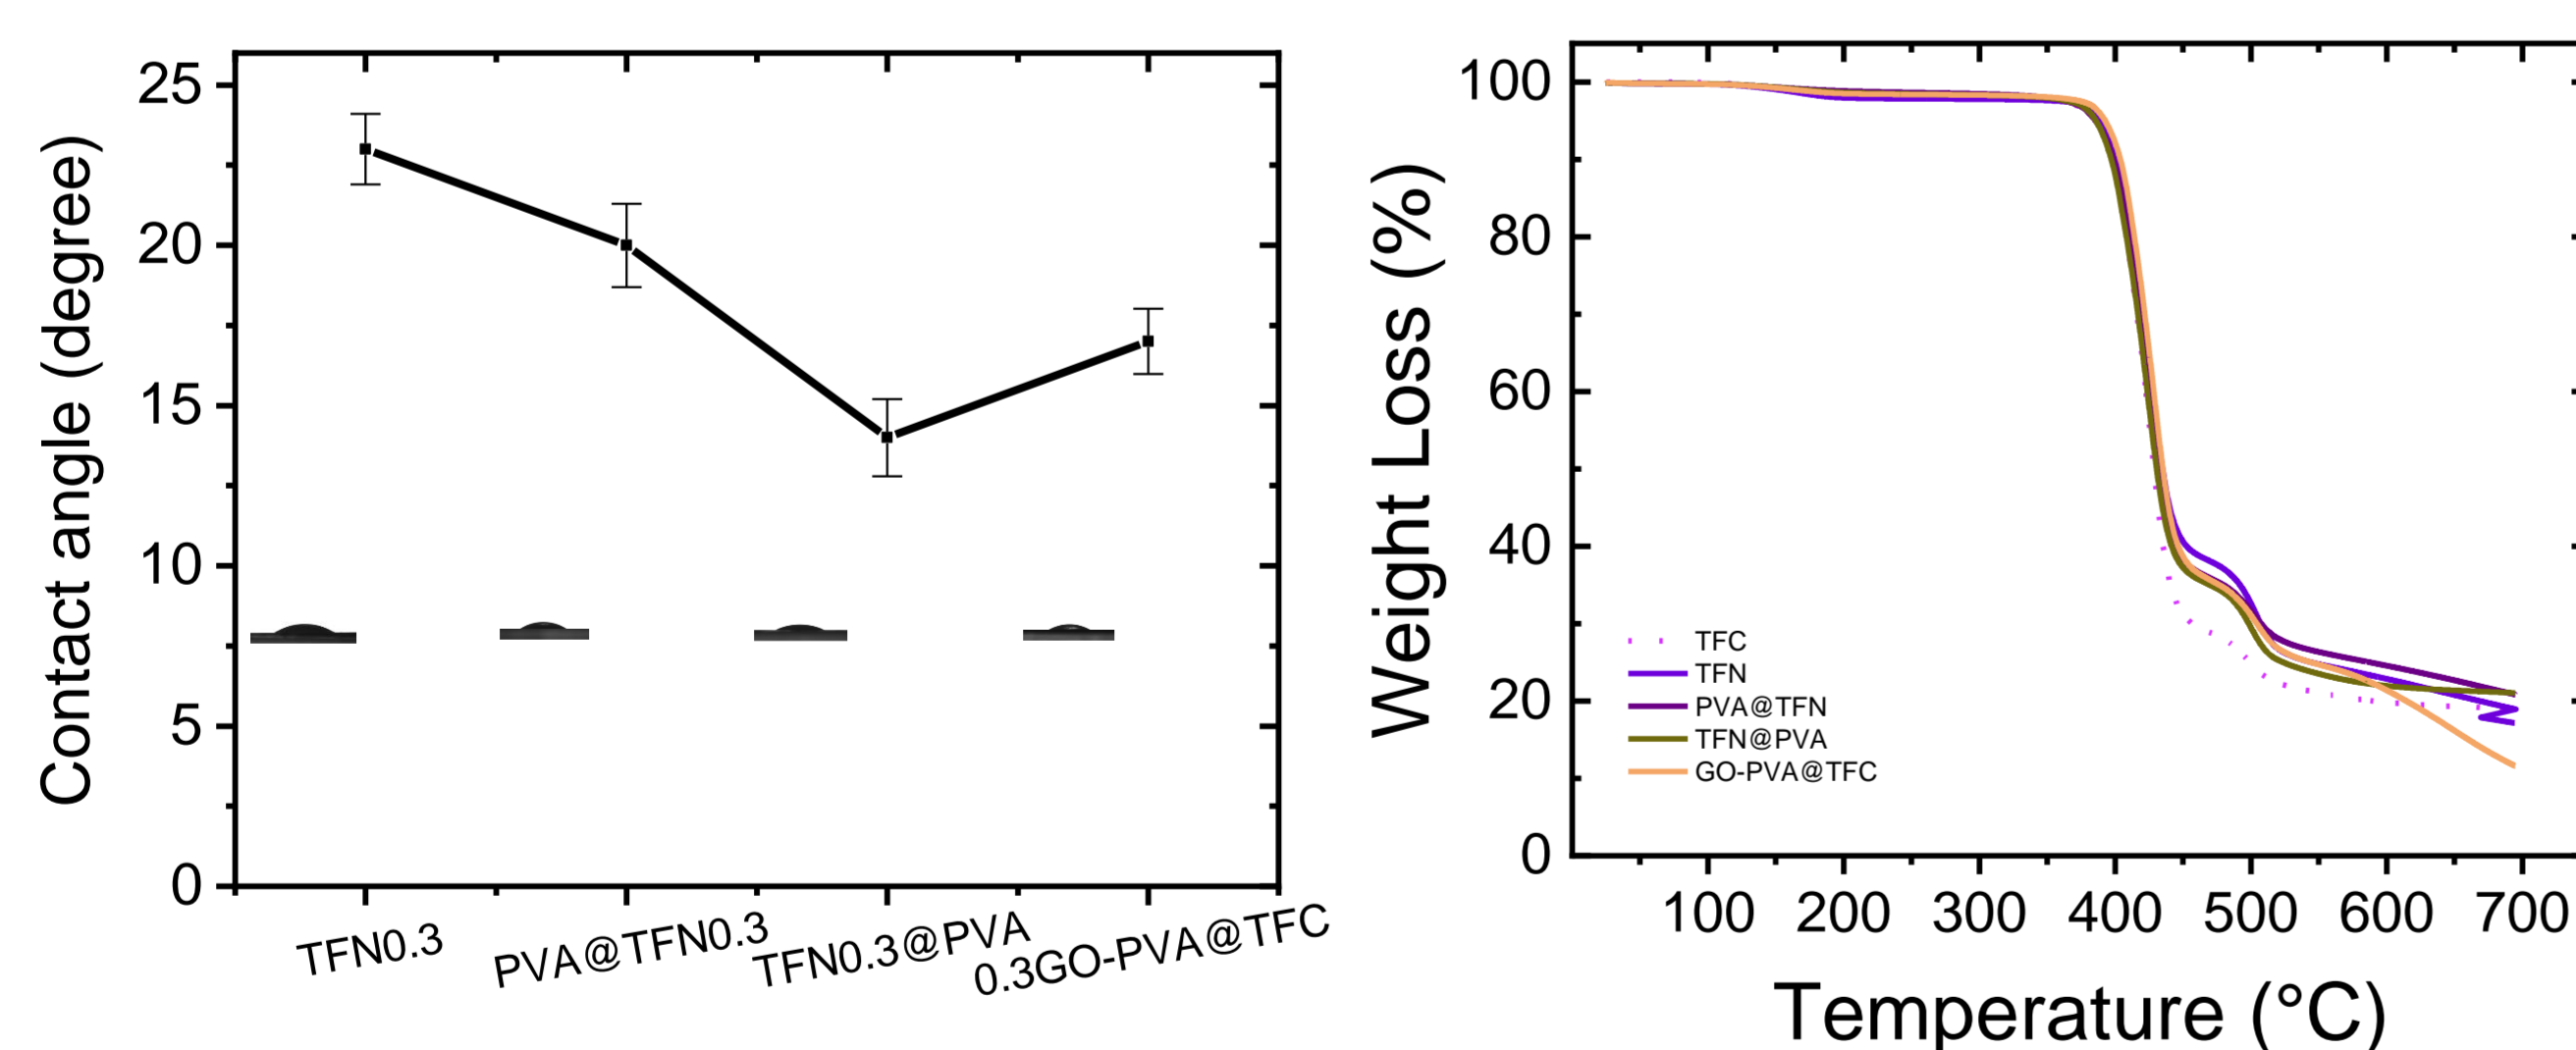 Contact angle (degree)
25
20
15
10
5
0
TFN0.3
PVA@TFN0.3
TFN0.3@PVA
0.3GO-PVA@TFC
Weight Loss (%)
100
80
60
40
20
0
TFC
TFN
PVA@TFN
TFN@PVA
GO-PVA@TFC
100 200 300 400 500 600 700
Temperature (°C)